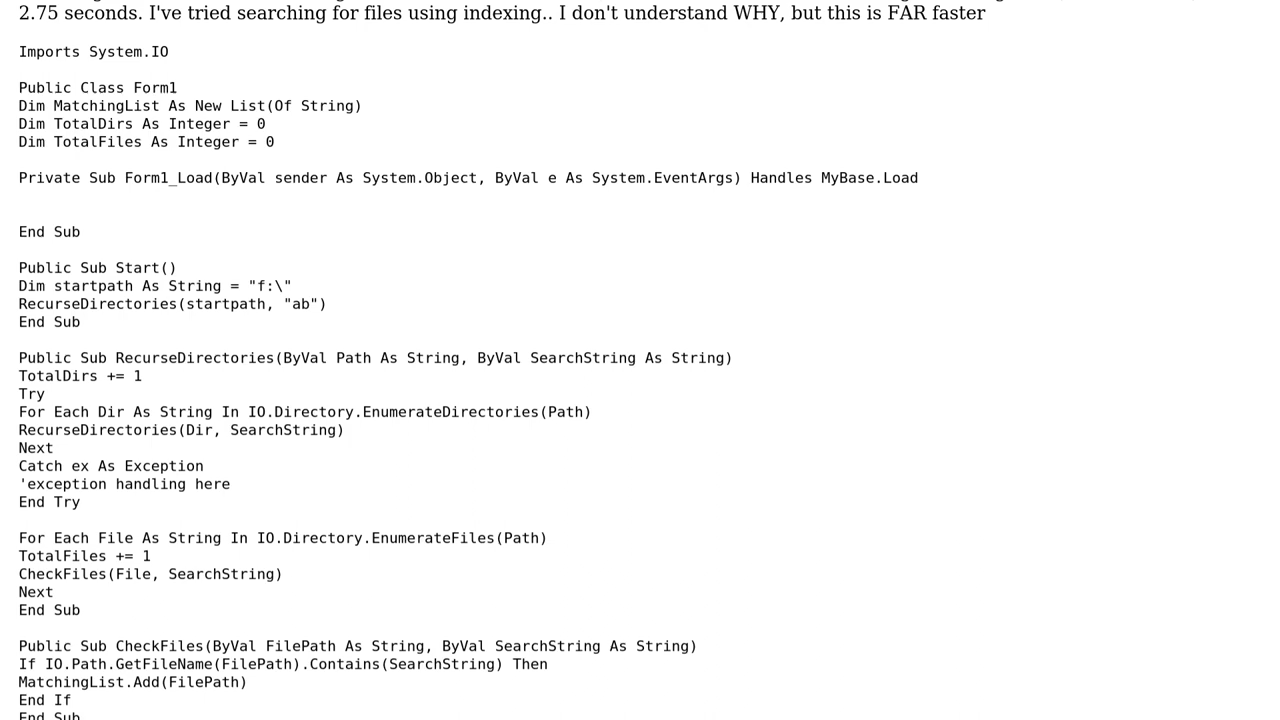 2.75 seconds. I've tried searching for files using indexing.. I don't understand WHY, but this is FAR faster
Imports System.IO
Public Class Form1
Dim MatchingList As New List(Of String)
Dim TotalDirs As Integer = 0
Dim TotalFiles As Integer = 0
Private Sub Form1_Load(ByVal sender As System.Object, ByVal e As System.EventArgs) Handles MyBase.Load
End Sub
Public Sub Start()
Dim startpath As String = "f:\"
RecurseDirectories(startpath, "ab")
End Sub
Public Sub RecurseDirectories(ByVal Path As String, ByVal SearchString As String)
TotalDirs += 1
Try
For Each Dir As String In IO.Directory.EnumerateDirectories(Path)
RecurseDirectories(Dir, SearchString)
Next
Catch ex As Exception
'exception handling here
End Try
For Each File As String In IO.Directory.EnumerateFiles(Path)
TotalFiles += 1
CheckFiles(File, SearchString)
Next
End Sub
Public Sub CheckFiles(ByVal FilePath As String, ByVal SearchString As String)
If IO.Path.GetFileName(FilePath).Contains(SearchString) Then
MatchingList.Add(FilePath)
End If
End Sub